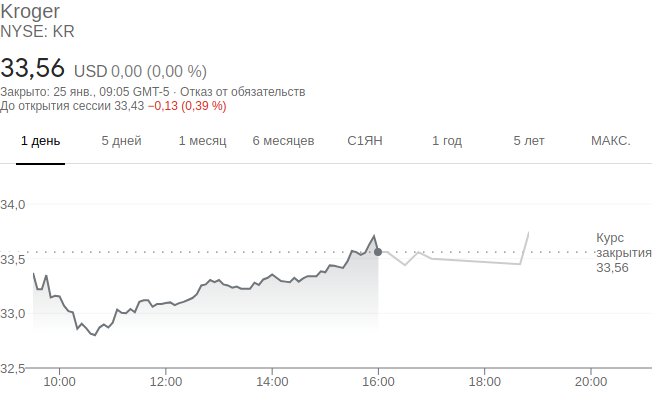 Kroger
NYSE: KR
33,56 USD 0,00 (0,00 %)
Закрыто: 25 янв., 09:05 GMT-5 · Отказ от обязательств
До открытия сессии 33,43 −0,13 (0,39 %)
1 день 5 дней 1 месяц 6 месяцев С1ЯН 1 год 5 лет МАКС.
34,0
33,5
33,0
32,5
Курс
закрытия
33,56
10:00 12:00 14:00 16:00 18:00 20:00